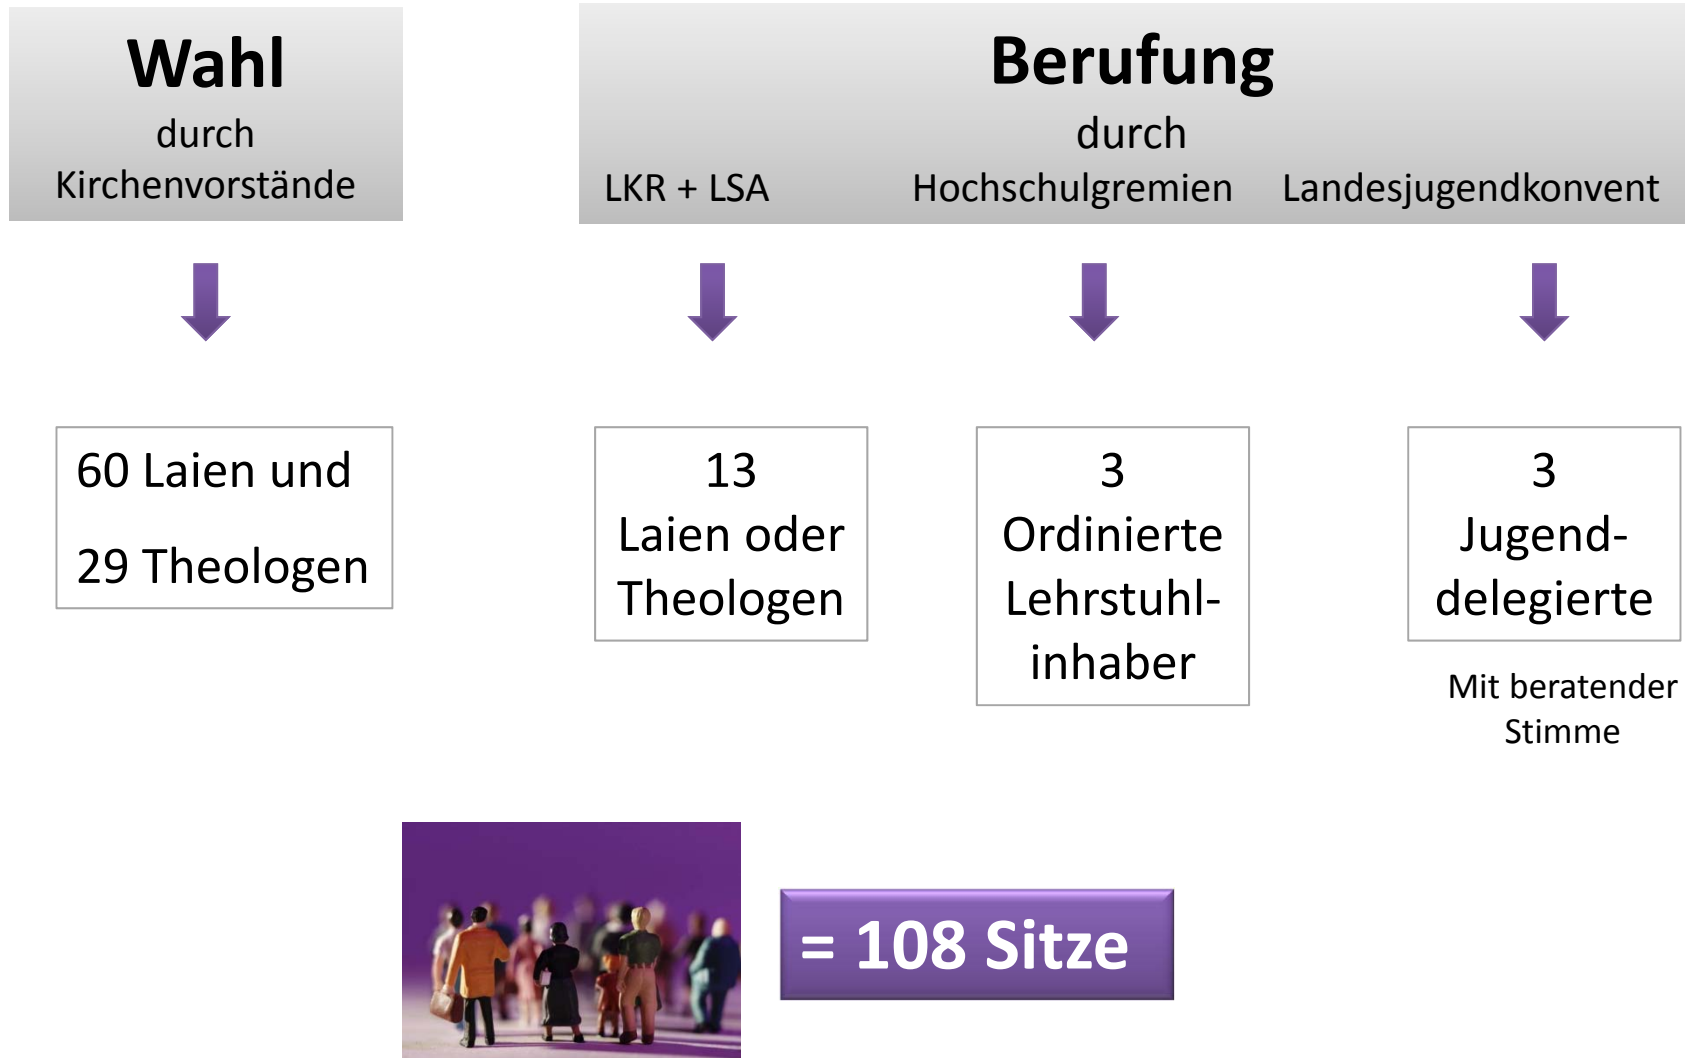 Wahl
durch
Kirchenvorstände
Berufung
durch
LKR + LSA
Hochschulgremien
Landesjugendkonvent
60 Laien und
29 Theologen
13
Laien oder
Theologen
3
Ordinierte
Lehrstuhl-
inhaber
3
Jugend-
delegierte
Mit beratender
Stimme
= 108 Sitze